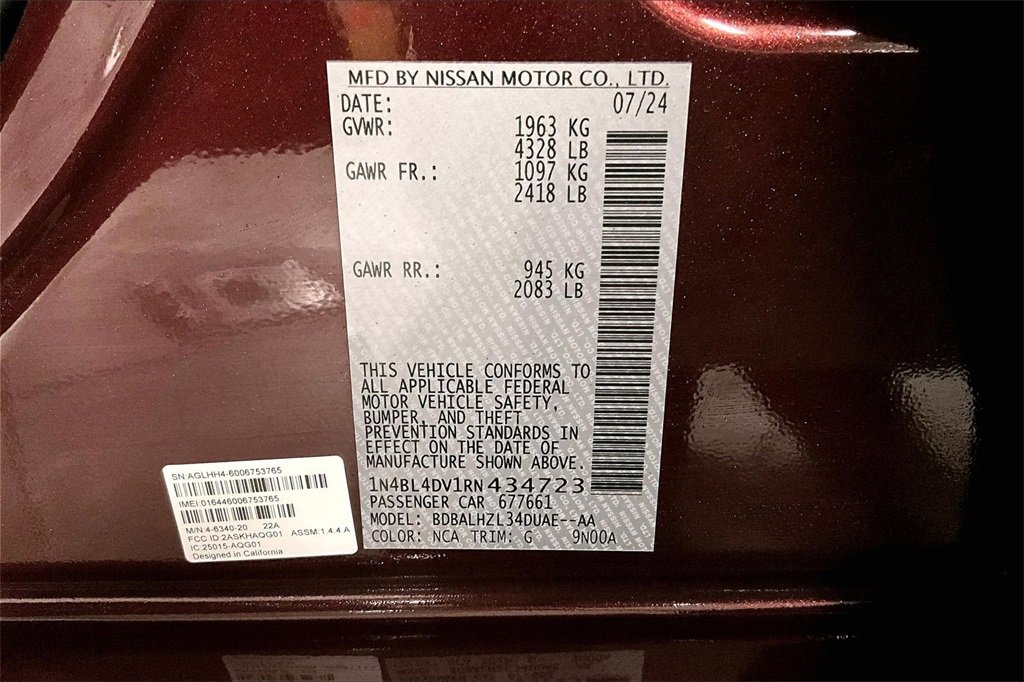 MFD BY NISSAN MOTOR CO., LTD.
DATE: 07/24
GVWR: 1963 KG
4328 LB
GAWR FR.: 1097 KG
2418 LB
GAWR RR.: 945 KG
2083 LB
THIS VEHICLE CONFORMS TO
ALL APPLICABLE FEDERAL
MOTOR VEHICLE SAFETY,
BUMPER, AND THEFT
PREVENTION STANDARDS IN
EFFECT ON THE DATE OF
MANUFACTURE SHOWN ABOVE.
1N4BL4DV1RN434723
PASSENGER CAR 677661
MODEL: BDBALHZL34DUAE--AA
COLOR: NCA TRIM: G 9N00A
SN:AGLHH4-6006753765
IMEI:016446006753765
M/N:4-6340-20 22A
FCC ID:2ASKHAQG01 ASSM:1.4.4.A
IC:25015-AQG01
Designed in California